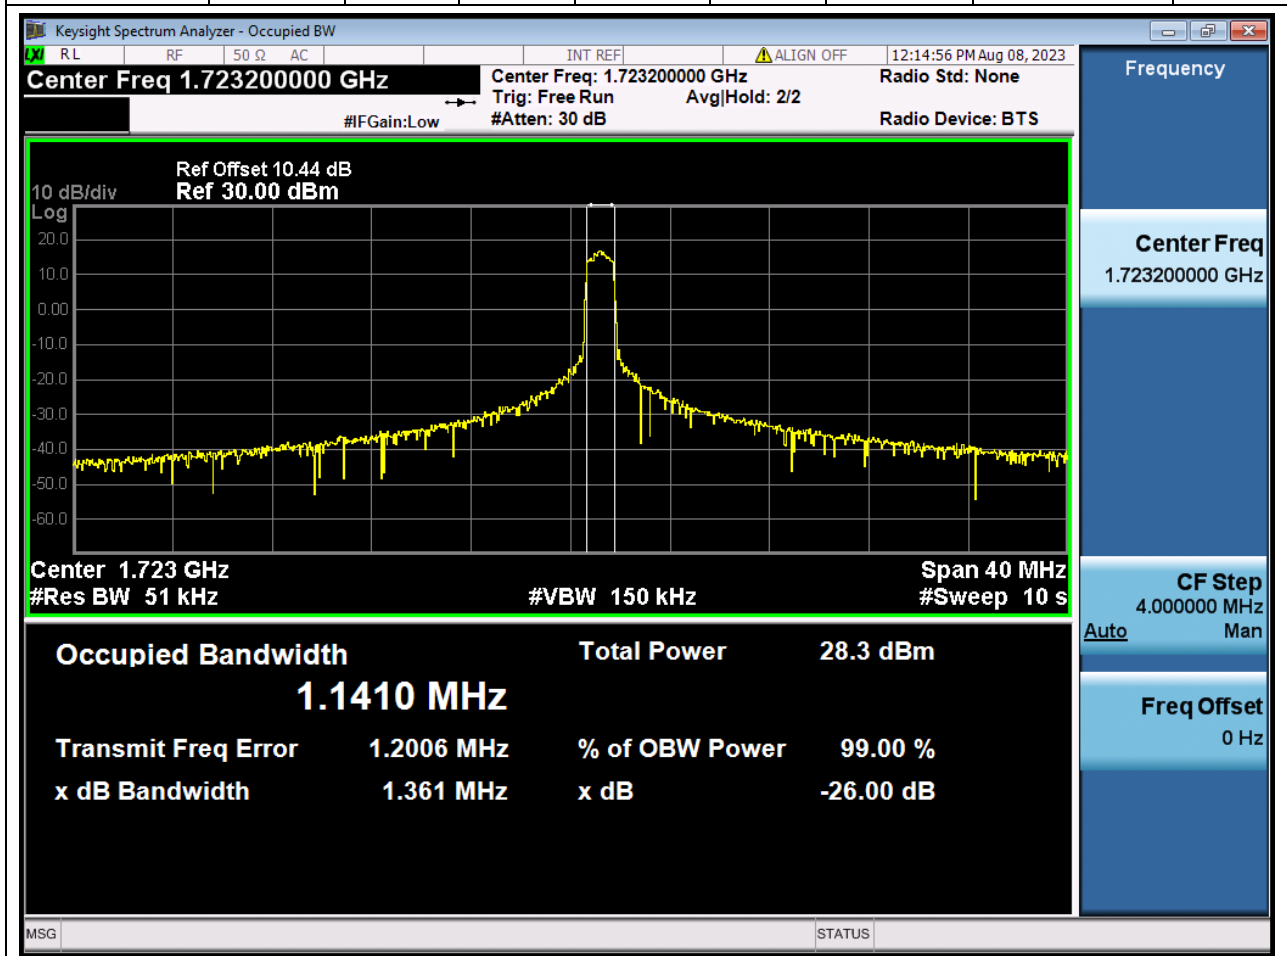 Keysight Spectrum Analyzer - Occupied BW
LXI RL RF 50 Ω AC INT REF ALIGN OFF 12:14:56 PM Aug 08, 2023
Center Freq 1.723200000 GHz
Center Freq: 1.723200000 GHz
Radio Std: None
Trig: Free Run Avg|Hold: 2/2
#IFGain:Low
#Atten: 30 dB
Radio Device: BTS
Frequency
Ref Offset 10.44 dB
10 dB/div Ref 30.00 dBm
Log
20.0
10.0
0.00
-10.0
-20.0
-30.0
-40.0
-50.0
-60.0
Center 1.723 GHz
Span 40 MHz
#Res BW 51 kHz
#VBW 150 kHz
#Sweep 10 s
Occupied Bandwidth
1.1410 MHz
Total Power 28.3 dBm
Transmit Freq Error 1.2006 MHz
% of OBW Power 99.00 %
x dB Bandwidth 1.361 MHz
x dB -26.00 dB
Center Freq
1.723200000 GHz
CF Step
4.000000 MHz
Auto Man
Freq Offset
0 Hz
MSG
STATUS